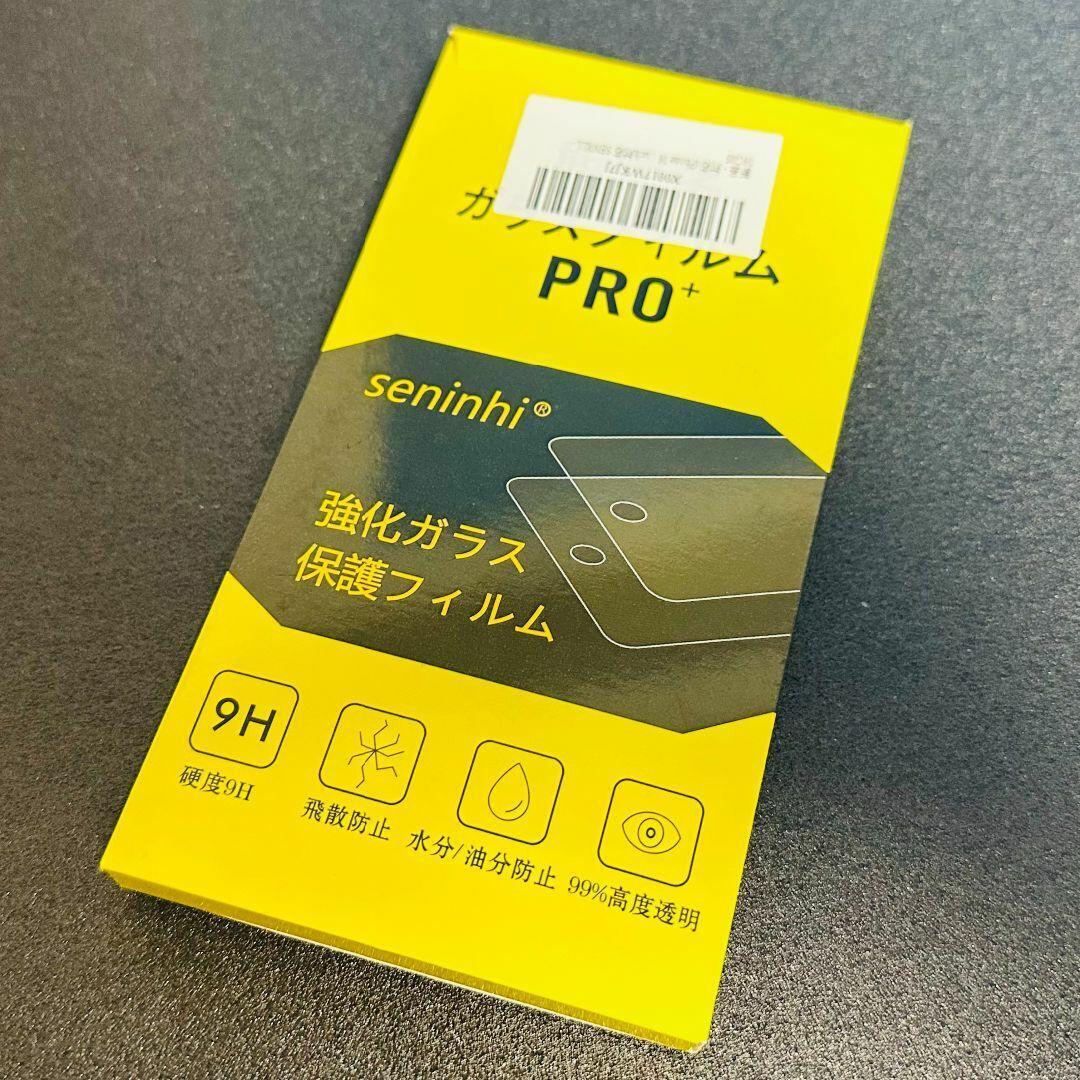 ガラスフィルム
PRO+
seninhi®
強化ガラス
保護フィルム
9H
硬度9H
飛散防止
水分/油分防止
99%高度透明